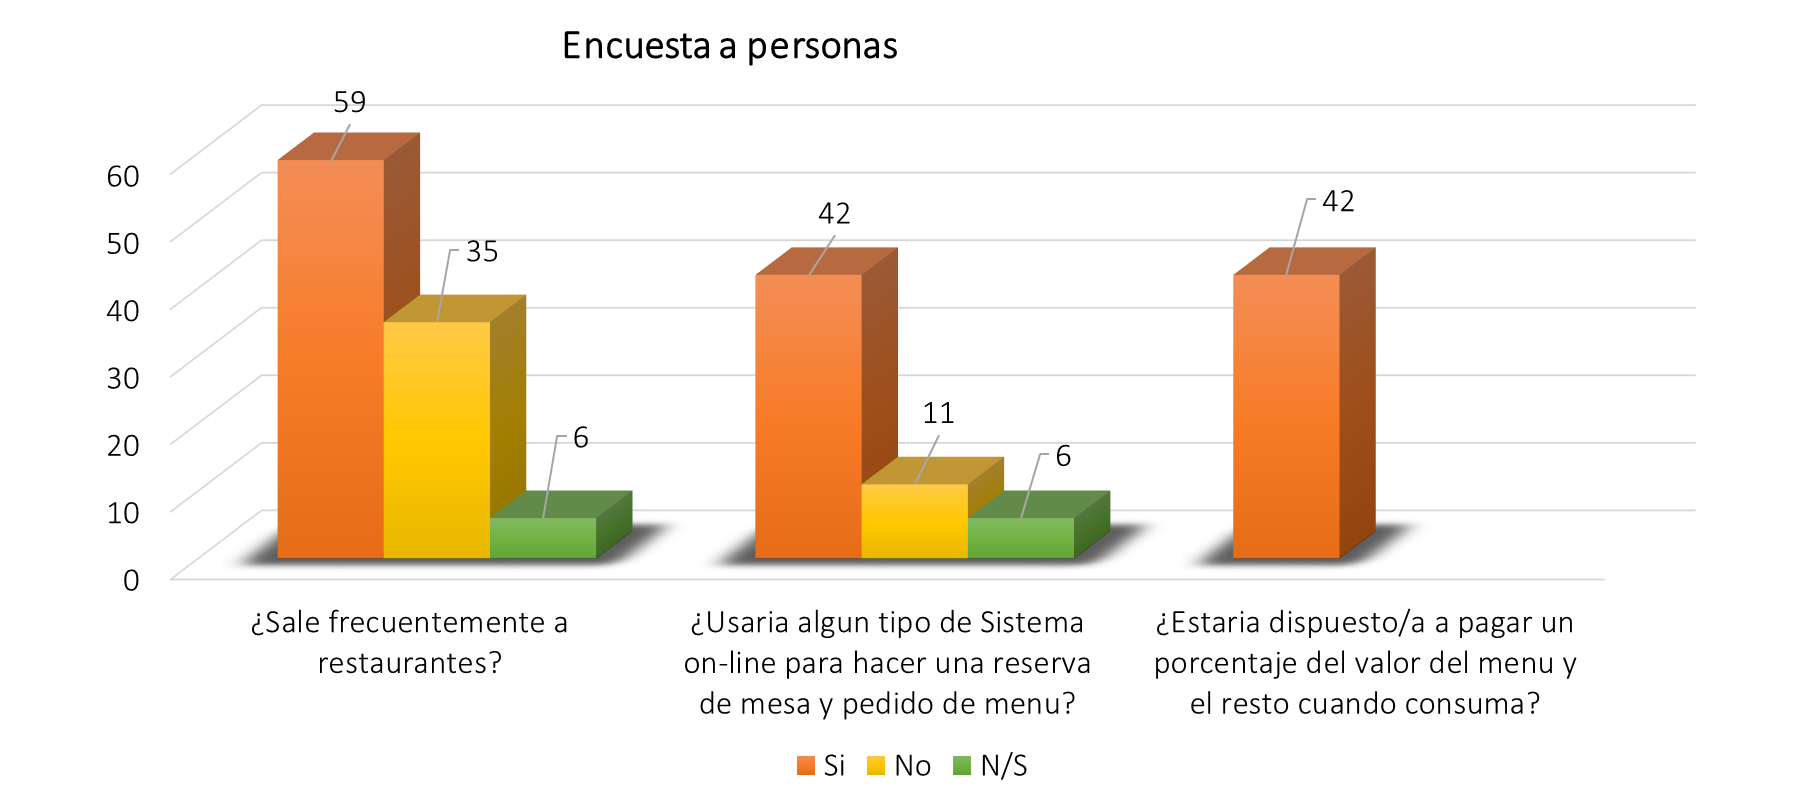 Encuesta a personas
59
35
6
42
11
6
42
60
50
40
30
20
10
0
¿Sale frecuentemente a
restaurantes?
¿Usaria algun tipo de Sistema
on-line para hacer una reserva
de mesa y pedido de menu?
¿Estaria dispuesto/a a pagar un
porcentaje del valor del menu y
el resto cuando consuma?
Si No N/S